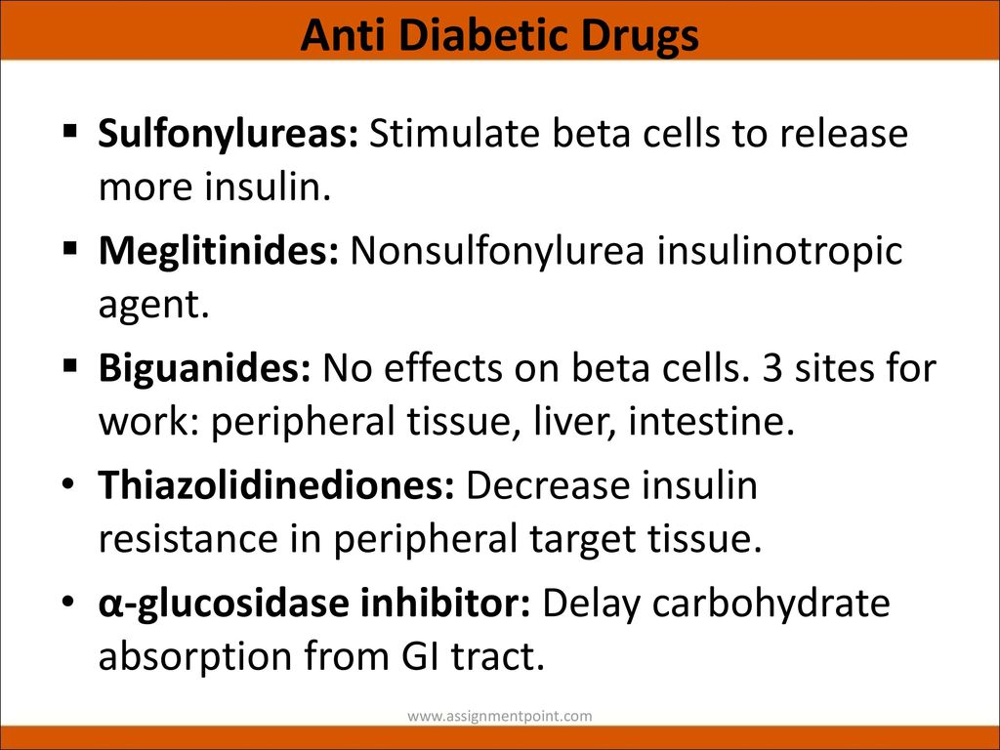 Anti Diabetic Drugs
▪ Sulfonylureas: Stimulate beta cells to release
more insulin.
▪ Meglitinides: Nonsulfonylurea insulinotropic
agent.
▪ Biguanides: No effects on beta cells. 3 sites for
work: peripheral tissue, liver, intestine.
• Thiazolidinediones: Decrease insulin
resistance in peripheral target tissue.
• α-glucosidase inhibitor: Delay carbohydrate
absorption from GI tract.
www.assignmentpoint.com